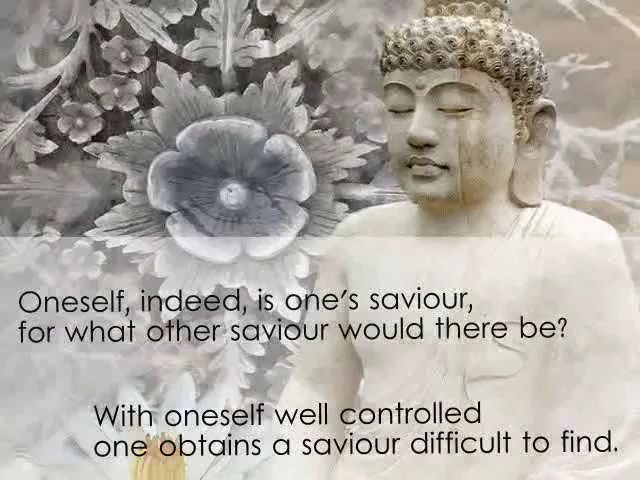 Oneself, indeed, is one's saviour,
for what other saviour would there be?
With oneself well controlled
one obtains a saviour difficult to find.